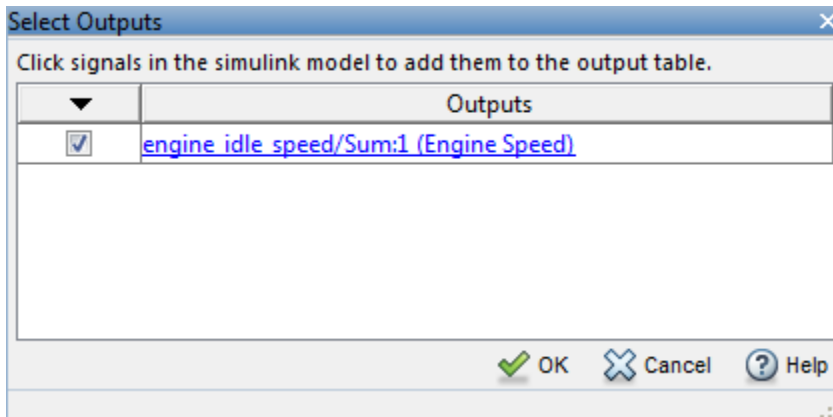 Select Outputs
Click signals in the simulink model to add them to the output table.
Outputs
engine_idle_speed/Sum:1 (Engine Speed)
OK Cancel Help